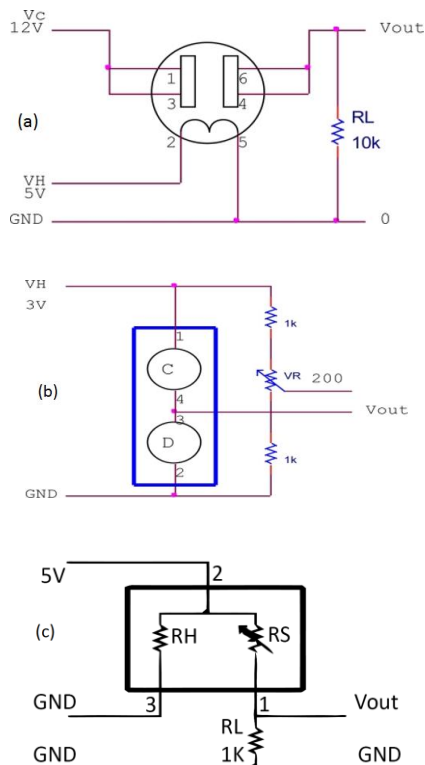 Vc
12V
Vout
1
6
3
4
(a)
RL
10k
2
5
VH
5V
GND
0
VH
3V
1
1k
C
(b)
4
VR
200
3
Vout
D
1k
2
GND
5V
2
(c)
RH
RS
GND
3
1
Vout
RL
GND
1K
GND